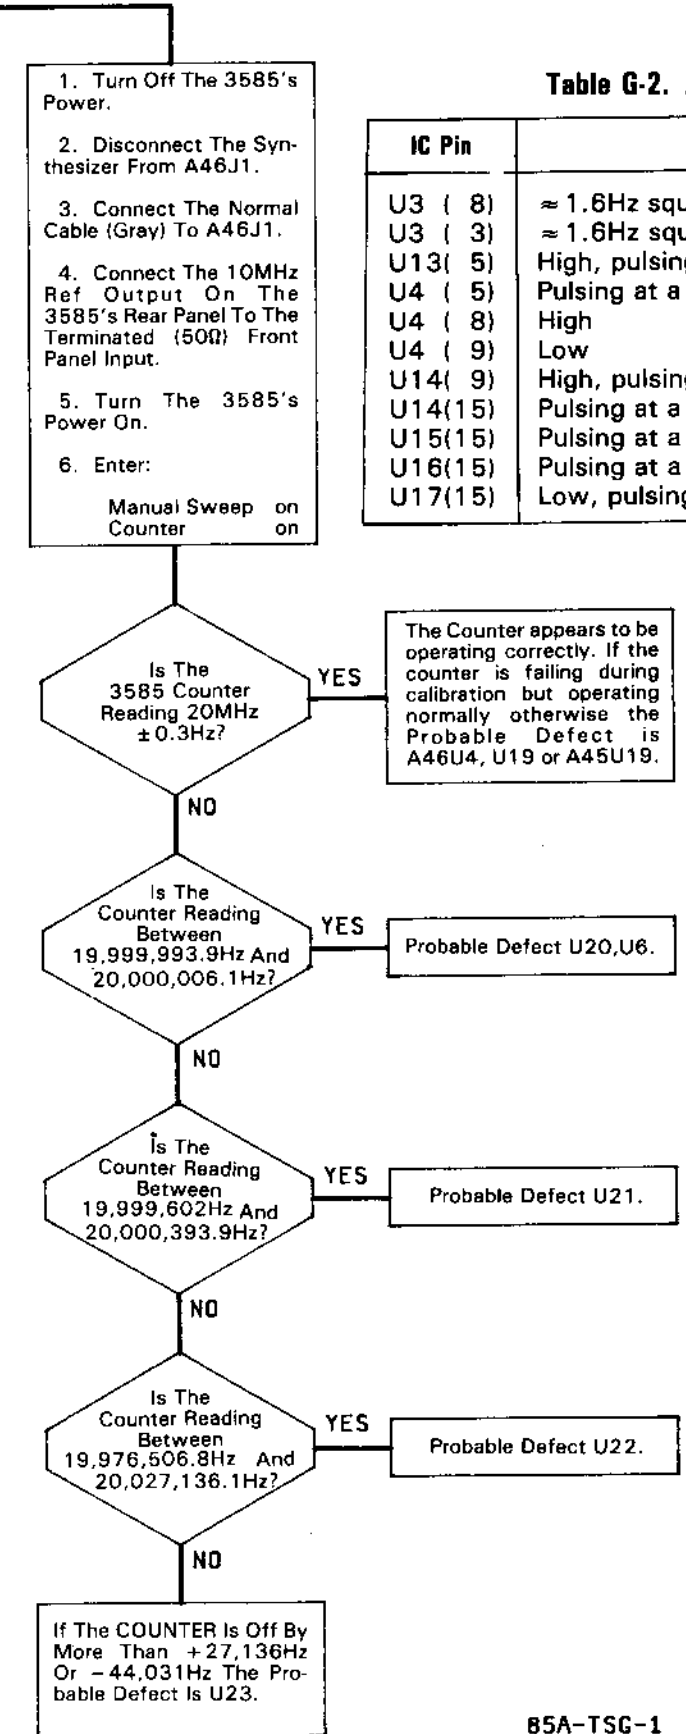 1. Turn Off The 3585's
Power.
2. Disconnect The Syn-
thesizer From A46J1.
3. Connect The Normal
Cable (Gray) To A46J1.
4. Connect The 10MHz
Ref Output On The
3585's Rear Panel To The
Terminated (50Ω) Front
Panel Input.
5. Turn The 3585's
Power On.
6. Enter:
Manual Sweep on
Counter on
Table G-2.
IC Pin
U3 ( 8) ≈ 1.6Hz squ
U3 ( 3) ≈ 1.6Hz squ
U13( 5) High, pulsing
U4 ( 5) Pulsing at a
U4 ( 8) High
U4 ( 9) Low
U14( 9) High, pulsin
U14(15) Pulsing at a
U15(15) Pulsing at a
U16(15) Pulsing at a
U17(15) Low, pulsing
Is The
3585 Counter
Reading 20MHz
±0.3Hz?
YES
The Counter appears to be
operating correctly. If the
counter is failing during
calibration but operating
normally otherwise the
Probable Defect is
A46U4, U19 or A45U19.
NO
Is The
Counter Reading
Between
19,999,993.9Hz And
20,000,006.1Hz?
YES
Probable Defect U20,U6.
NO
Is The
Counter Reading
Between
19,999,602Hz And
20,000,393.9Hz?
YES
Probable Defect U21.
NO
Is The
Counter Reading
Between
19,976,506.8Hz And
20,027,136.1Hz?
YES
Probable Defect U22.
NO
If The COUNTER Is Off By
More Than +27,136Hz
Or −44,031Hz The Pro-
bable Defect Is U23.
85A-TSG-1